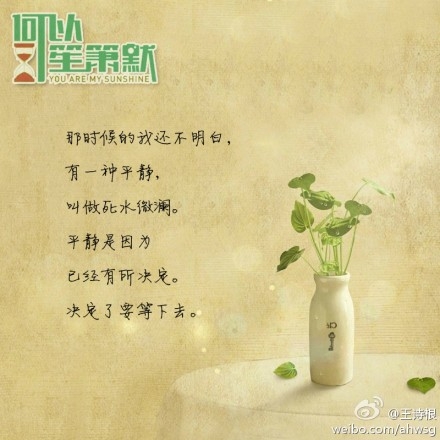 何以笙箫默
YOU ARE MY SUNSHINE
那时候的我还不明白,
有一种平静,
叫做死水微澜。
平静是因为
已经有所决定。
决定了要等下去。
@王诗根
weibo.com/ahwsg